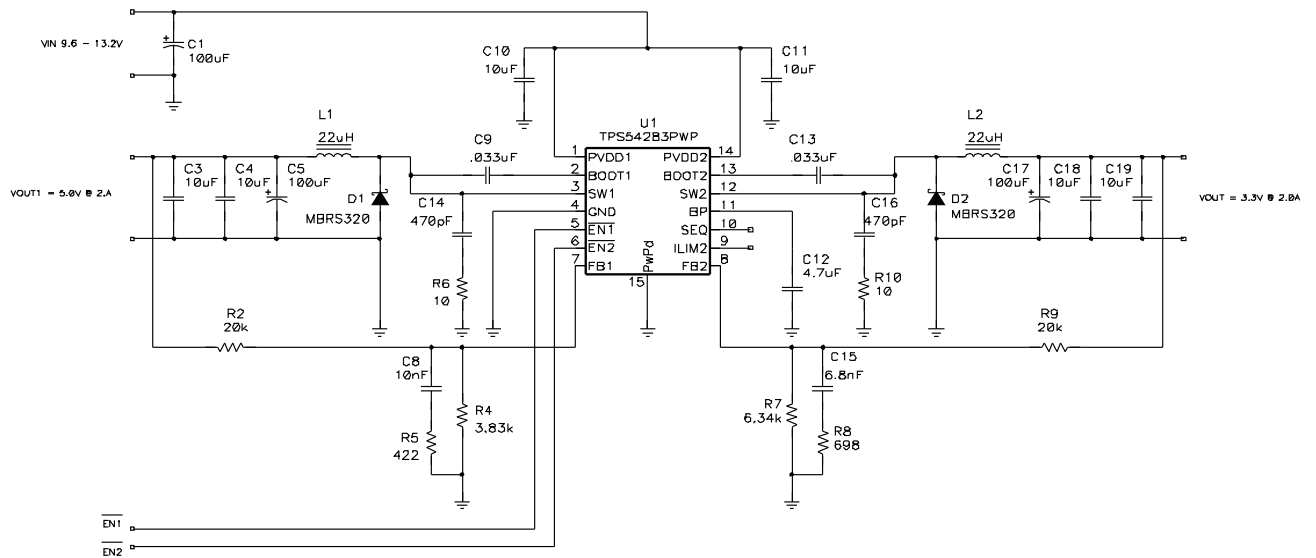 VIN 9.6 - 13.2V
C1
100uF
C10
10uF
C11
10uF
L1
22uH
C9
.033uF
U1
TPS54283PWP
C13
.033uF
L2
22uH
1 PVDD1
2 BOOT1
3 SW1
4 GND
5 EN1
6 EN2
7 FB1
PVDD2 14
BOOT2 13
SW2 12
BP 11
SEQ 10
ILIM2 9
FB2 8
PwPd
15
C3
10uF
C4
10uF
C5
100uF
VOUT1 = 5.0V @ 2.A
D1
MBRS320
C14
470pF
R6
10
C12
4.7uF
C16
470pF
R10
10
D2
MBRS320
C17
100uF
C18
10uF
C19
10uF
VOUT = 3.3V @ 2.0A
R2
20k
R9
20k
C8
10nF
R4
3.83k
R5
422
C15
6.8nF
R7
6.34k
R8
698
EN1
EN2